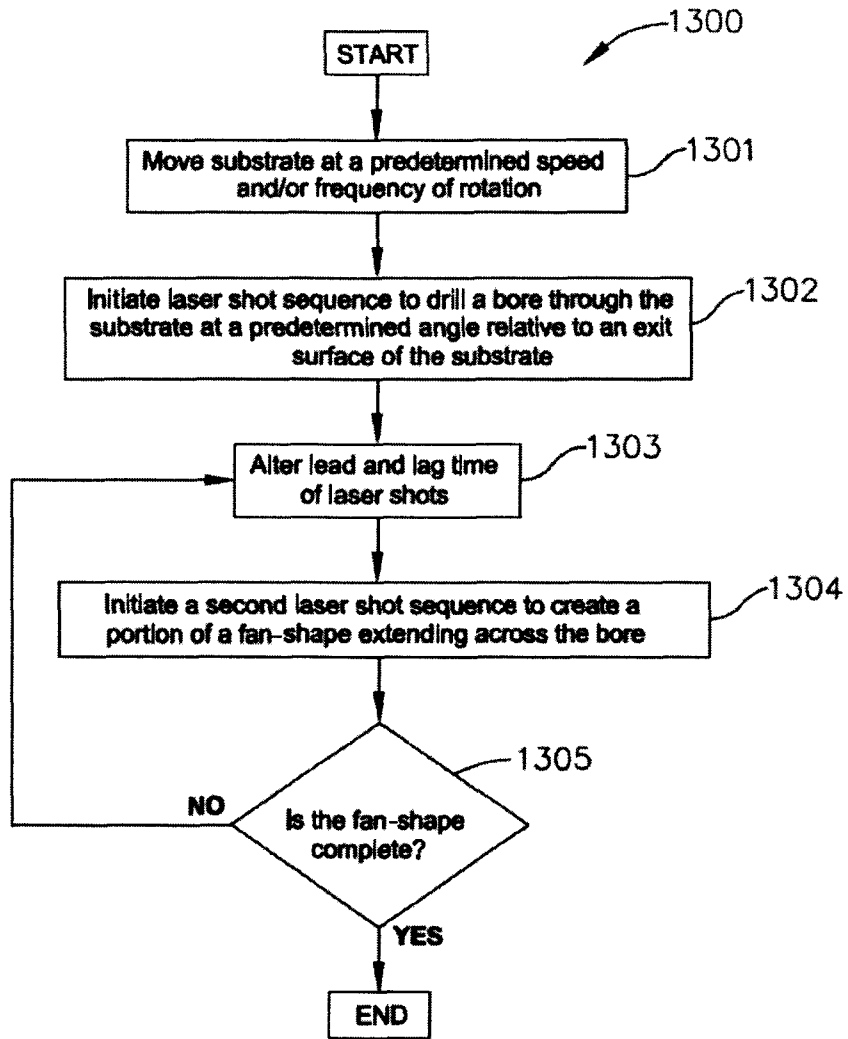 1300
START
Move substrate at a predetermined speed
and/or frequency of rotation
1301
Initiate laser shot sequence to drill a bore through the
substrate at a predetermined angle relative to an exit
surface of the substrate
1302
Alter lead and lag time
of laser shots
1303
Initiate a second laser shot sequence to create a
portion of a fan-shape extending across the bore
1304
1305
NO
Is the fan-shape
complete?
YES
END